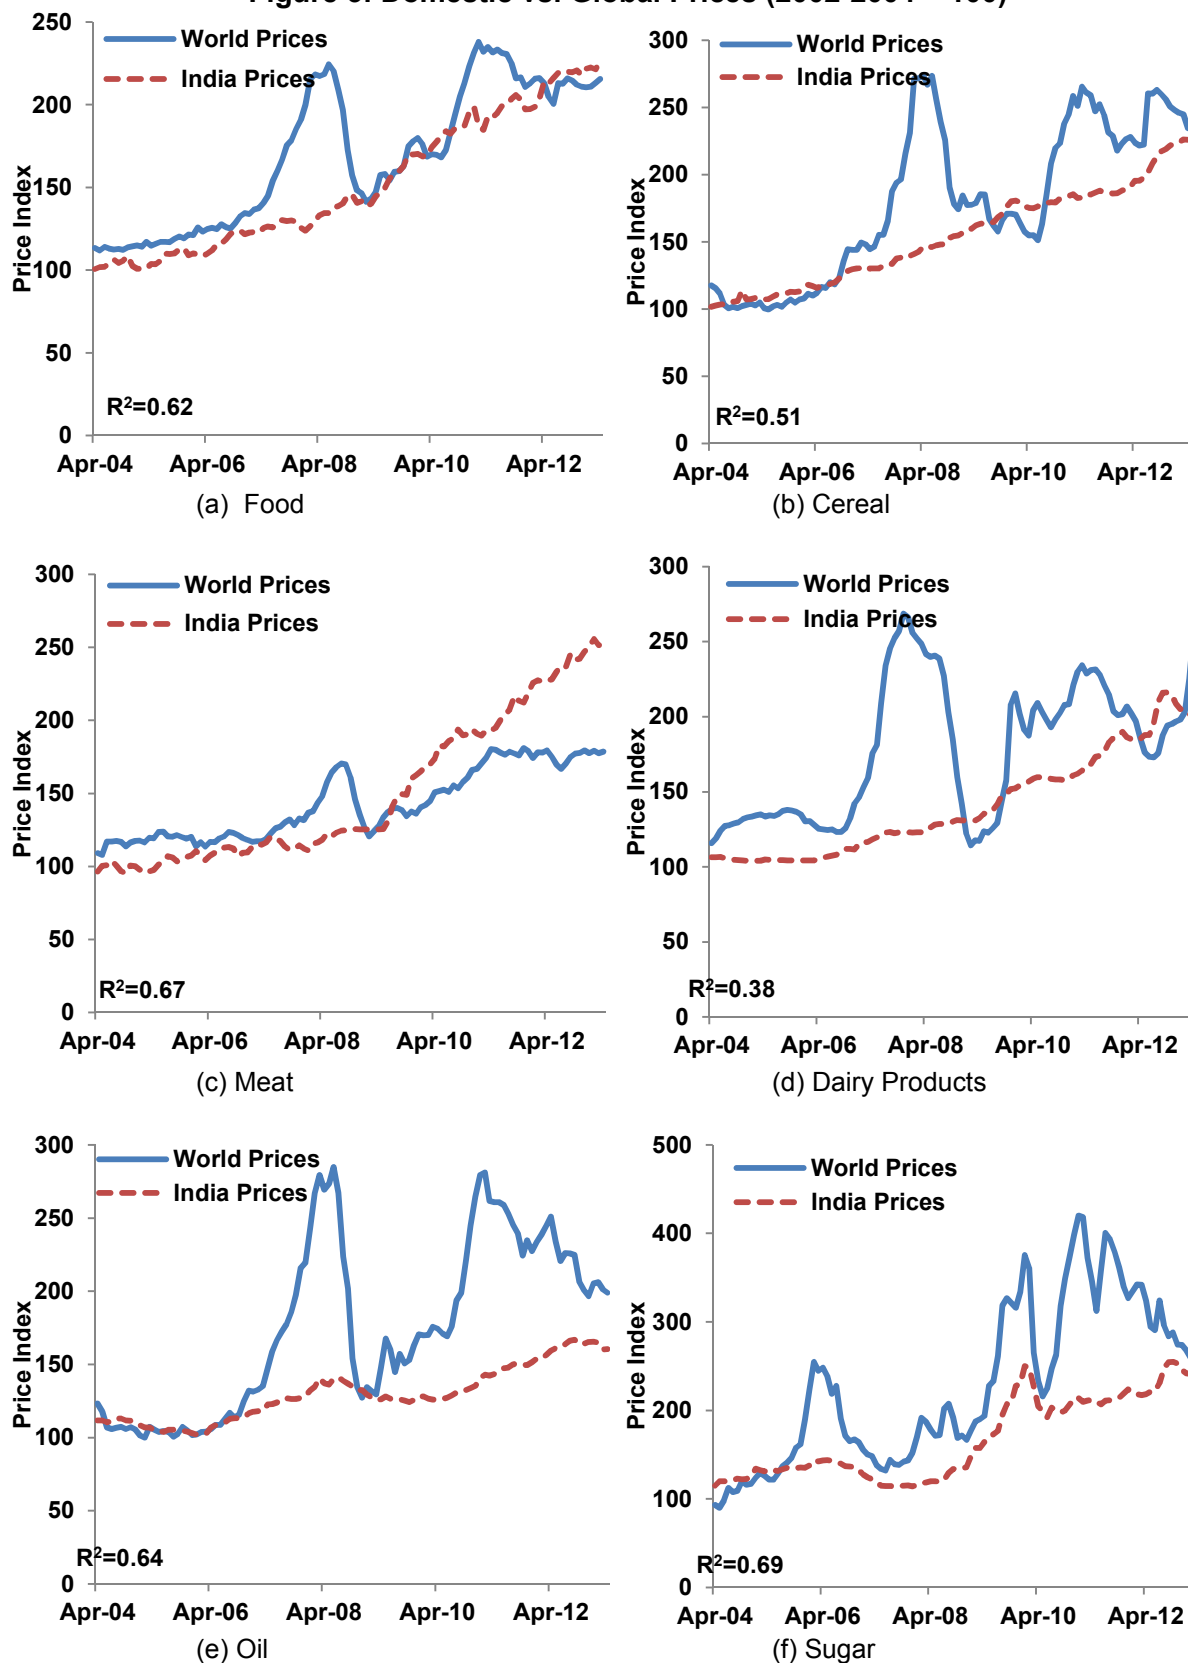 Figure Domestic vs. Global Prices (2002-2004 = 100)
World Prices
India Prices
Price Index
250
200
150
100
50
0
R²=0.62
Apr-04 Apr-06 Apr-08 Apr-10 Apr-12
(a) Food
World Prices
India Prices
Price Index
300
250
200
150
100
50
0
R²=0.51
Apr-04 Apr-06 Apr-08 Apr-10 Apr-12
(b) Cereal
World Prices
India Prices
Price Index
300
250
200
150
100
50
0
R²=0.67
Apr-04 Apr-06 Apr-08 Apr-10 Apr-12
(c) Meat
World Prices
India Prices
Price Index
300
250
200
150
100
50
0
R²=0.38
Apr-04 Apr-06 Apr-08 Apr-10 Apr-12
(d) Dairy Products
World Prices
India Prices
Price Index
300
250
200
150
100
50
0
R²=0.64
Apr-04 Apr-06 Apr-08 Apr-10 Apr-12
(e) Oil
World Prices
India Prices
Price Index
500
400
300
200
100
0
R²=0.69
Apr-04 Apr-06 Apr-08 Apr-10 Apr-12
(f) Sugar